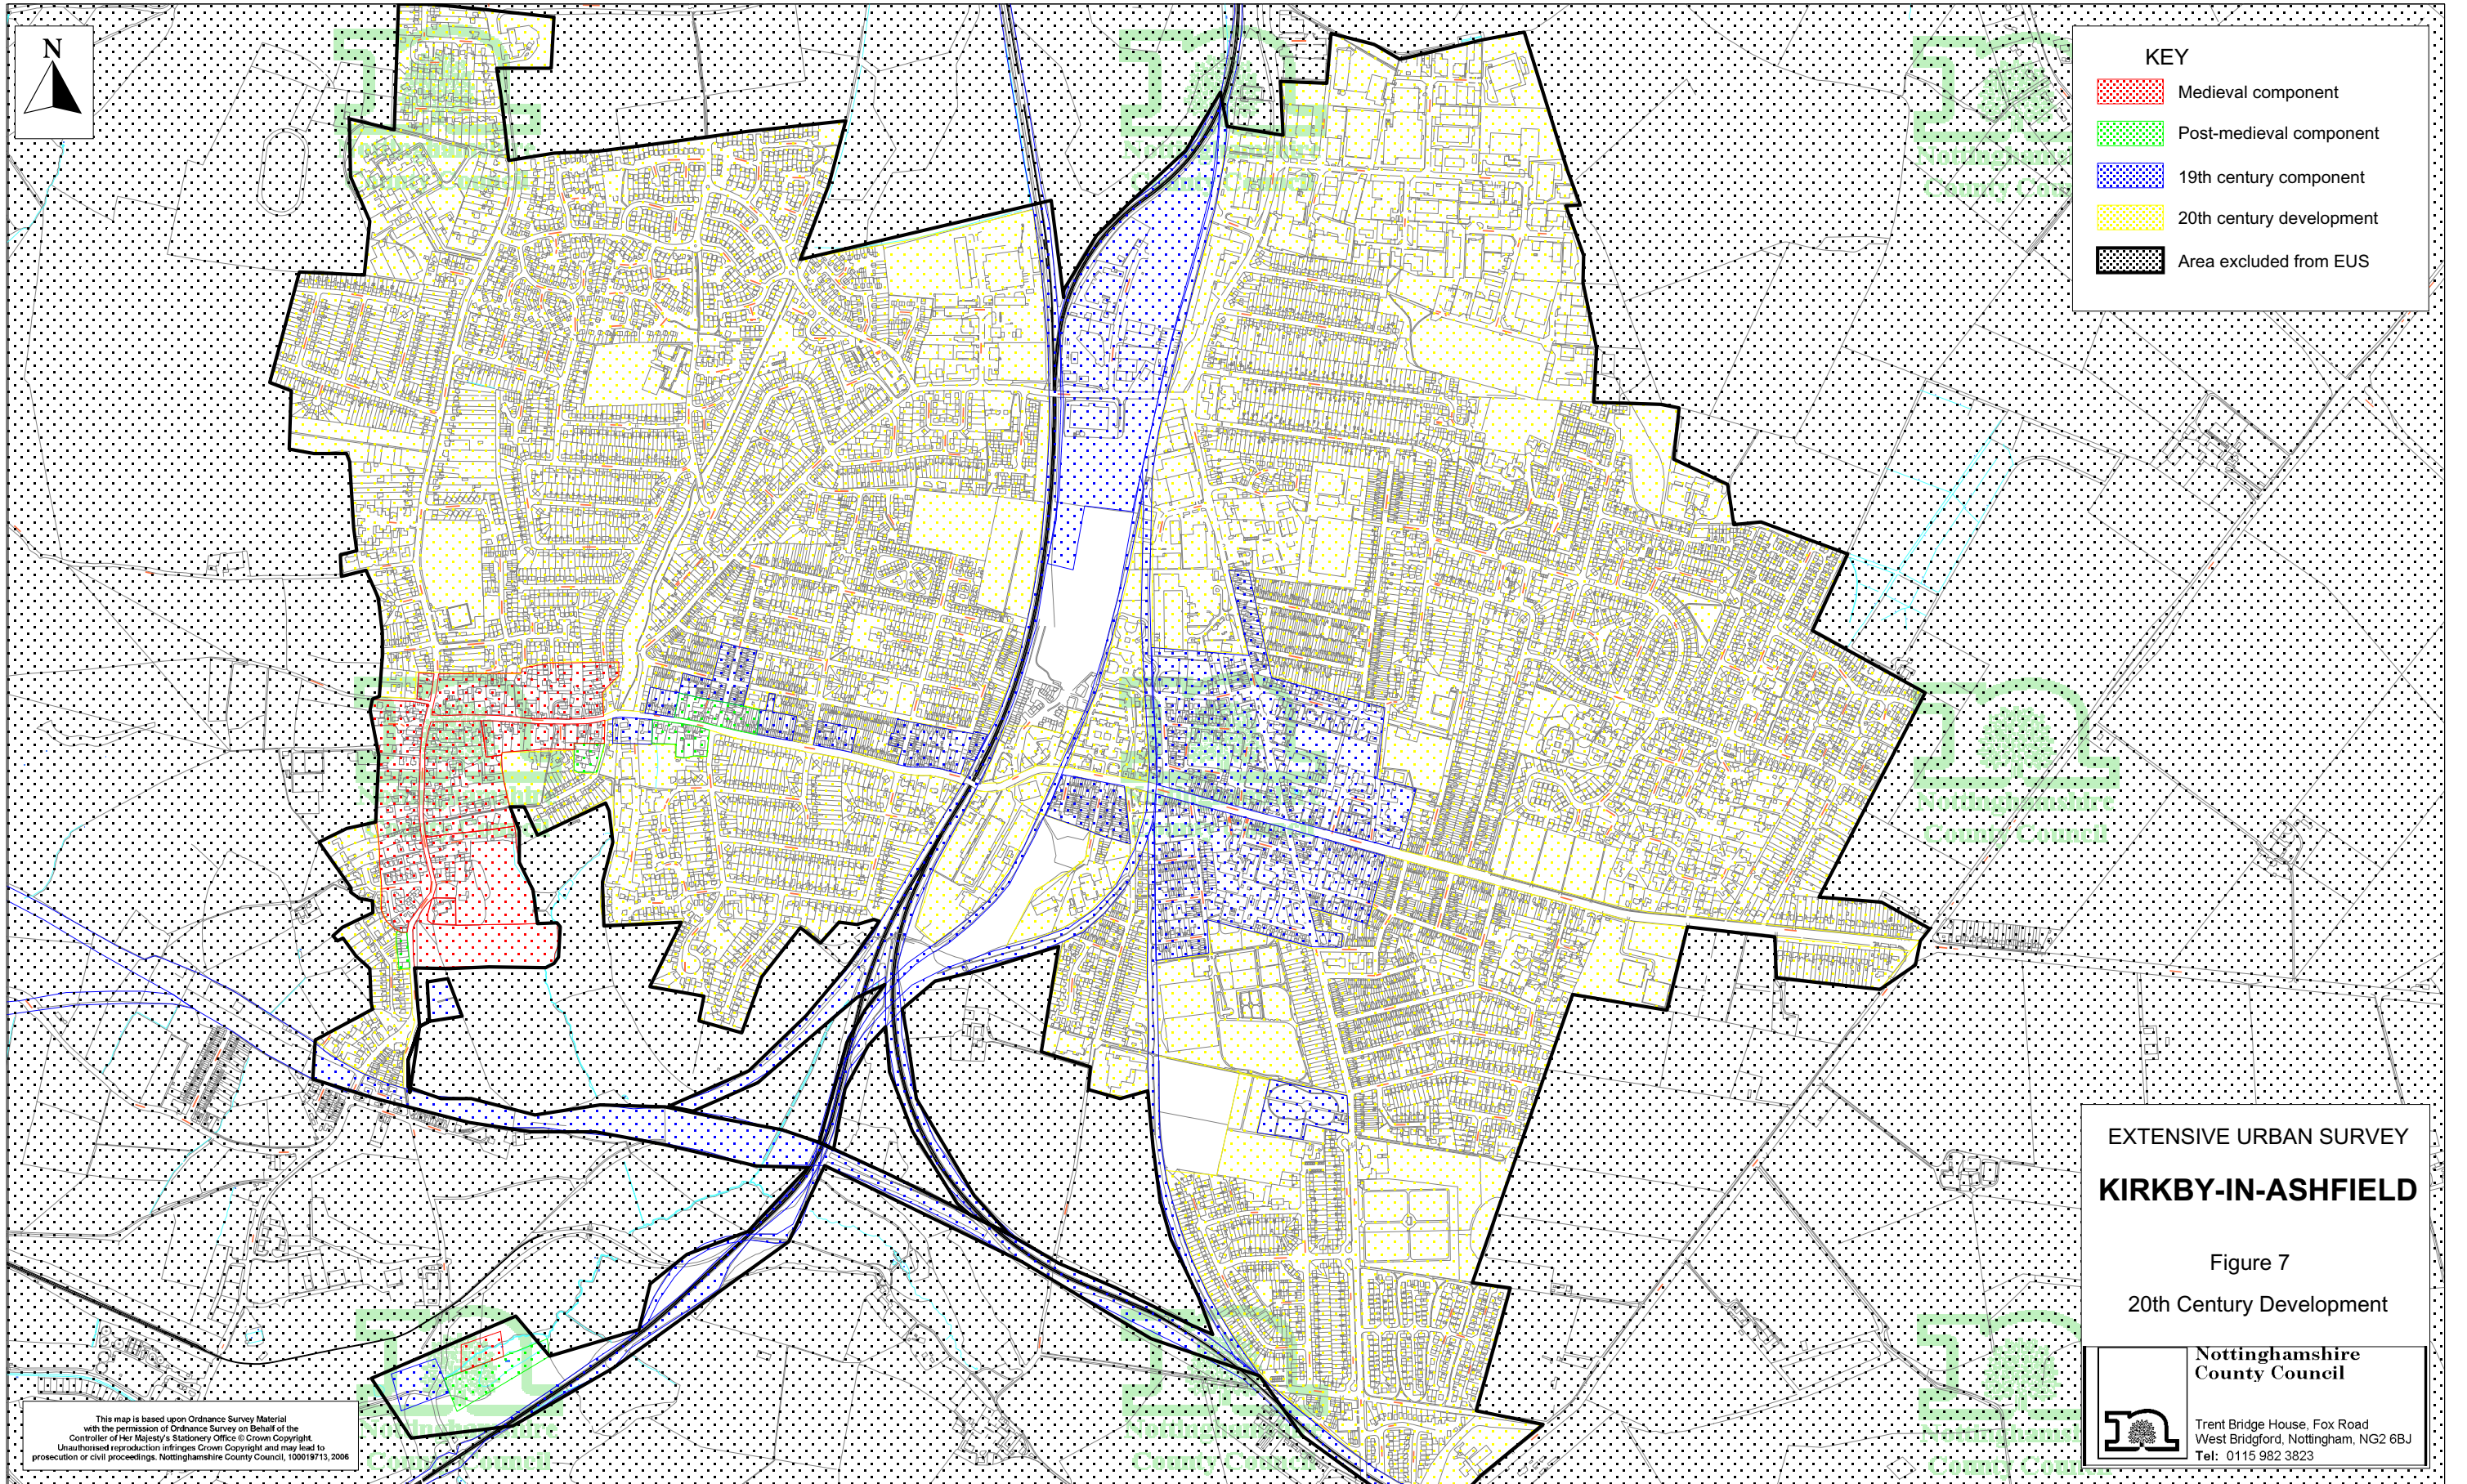 N
KEY
Medieval component
Post-medieval component
19th century component
20th century development
Area excluded from EUS
EXTENSIVE URBAN SURVEY
KIRKBY-IN-ASHFIELD
Figure 7
20th Century Development
Nottinghamshire
County Council
Trent Bridge House, Fox Road
West Bridgford, Nottingham, NG2 6BJ
Tel: 0115 982 3823
This map is based upon Ordnance Survey Material
with the permission of Ordnance Survey on Behalf of the
Controller of Her Majesty's Stationery Office © Crown Copyright.
Unauthorised reproduction infringes Crown Copyright and may lead to
prosecution or civil proceedings. Nottinghamshire County Council, 100019713, 2006
Nottinghamshire
County Council